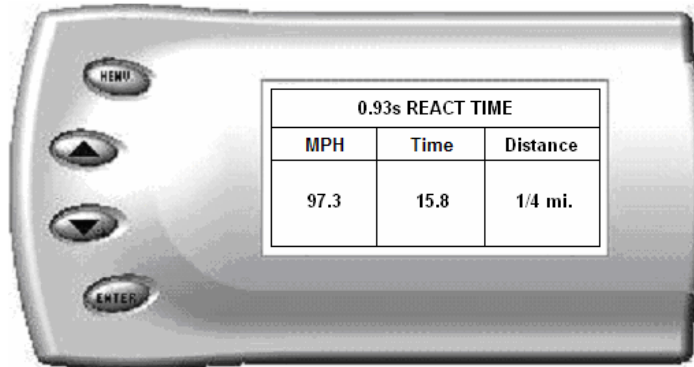 MENU
0.93s REACT TIME
MPH Time Distance
97.3 15.8 1/4 mi.
ENTER